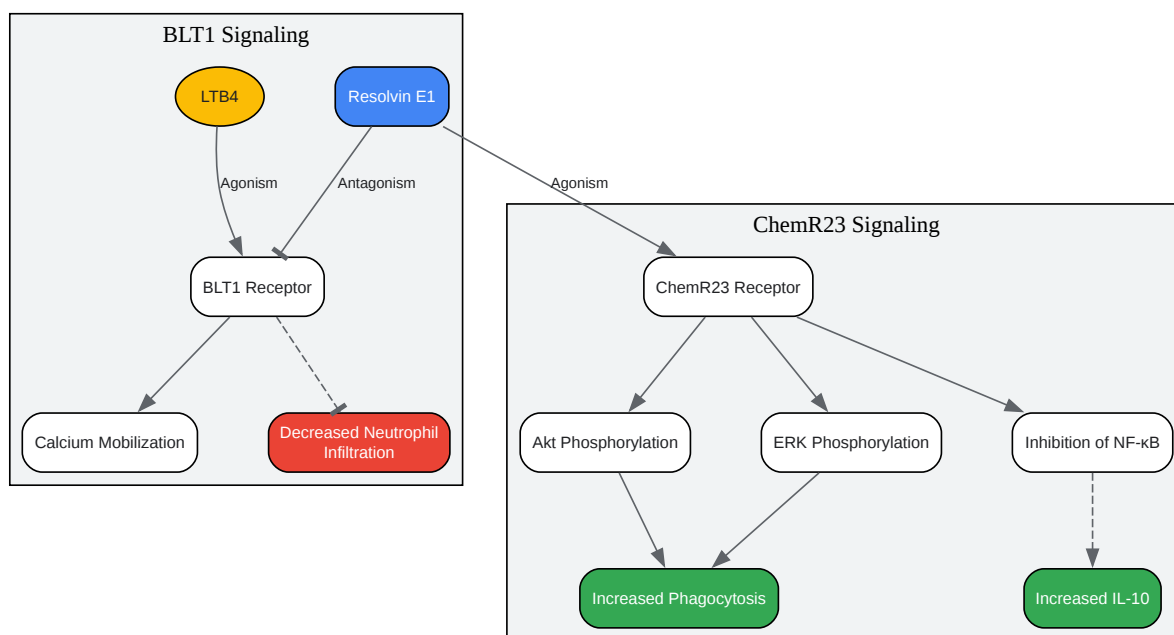 BLT1 Signaling
LTB4
Resolvin E1
Agonism
Antagonism
Agonism
BLT1 Receptor
Calcium Mobilization
Decreased Neutrophil
Infiltration
ChemR23 Signaling
ChemR23 Receptor
Akt Phosphorylation
ERK Phosphorylation
Inhibition of NF-κB
Increased Phagocytosis
Increased IL-10